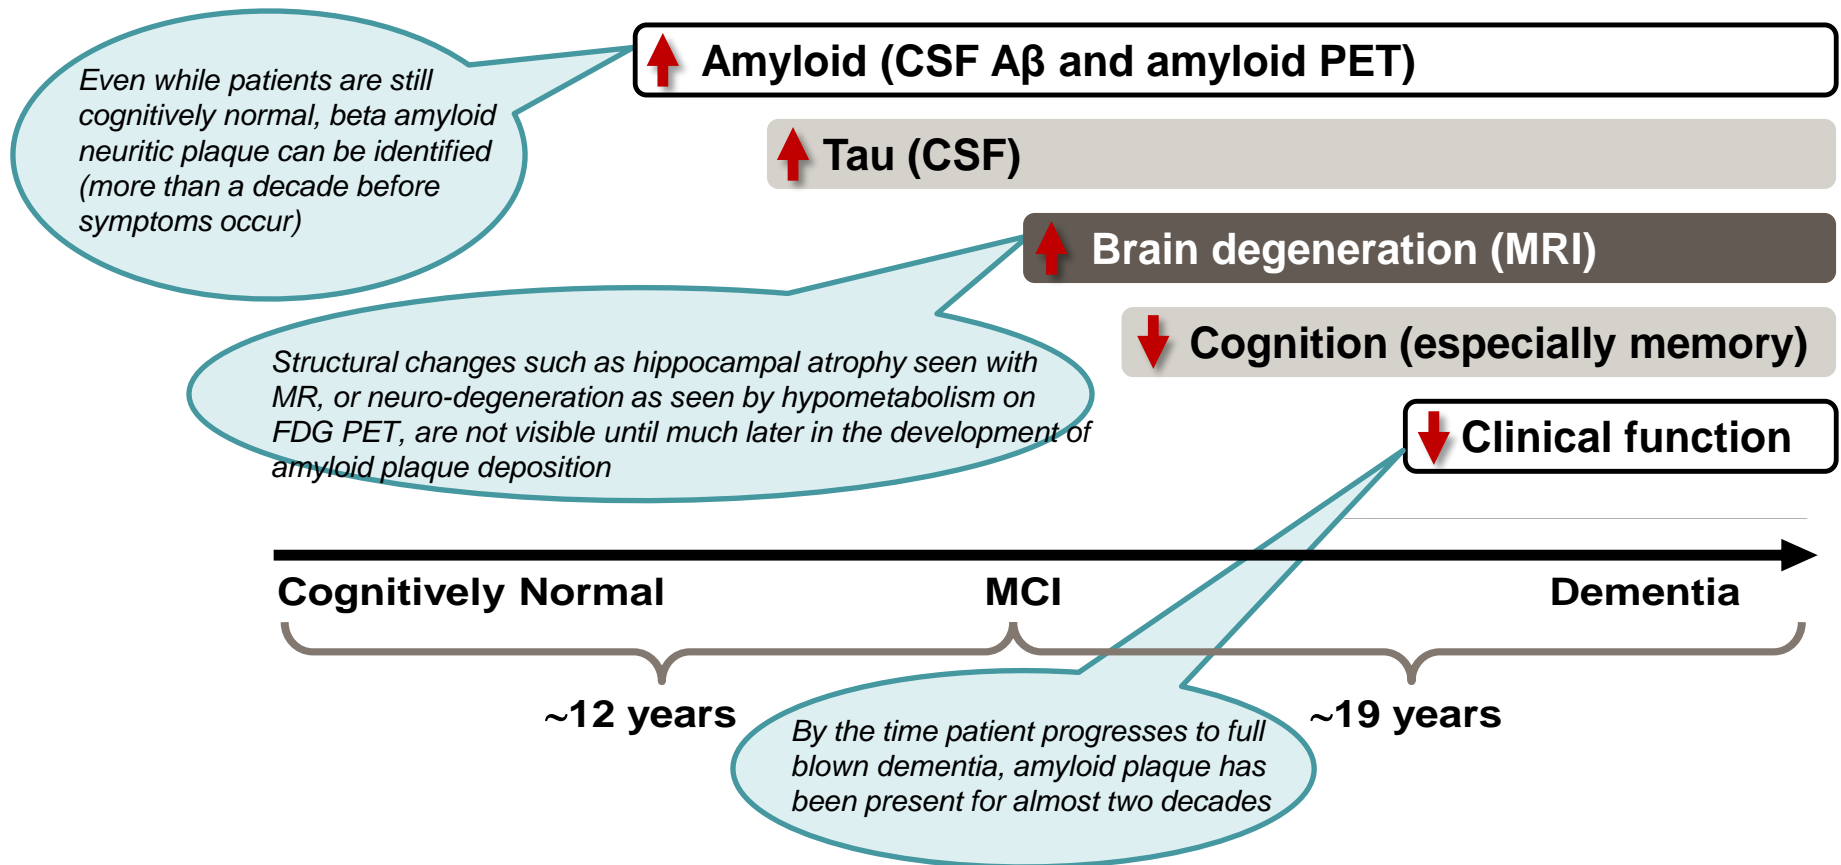 Even while patients are still
cognitively normal, beta amyloid
neuritic plaque can be identified
(more than a decade before
symptoms occur)
Amyloid (CSF Aβ and amyloid PET)
Tau (CSF)
Brain degeneration (MRI)
Cognition (especially memory)
Structural changes such as hippocampal atrophy seen with
MR, or neuro-degeneration as seen by hypometabolism on
FDG PET, are not visible until much later in the development of
amyloid plaque deposition
Clinical function
Cognitively Normal
MCI
Dementia
~12 years
~19 years
By the time patient progresses to full
blown dementia, amyloid plaque has
been present for almost two decades